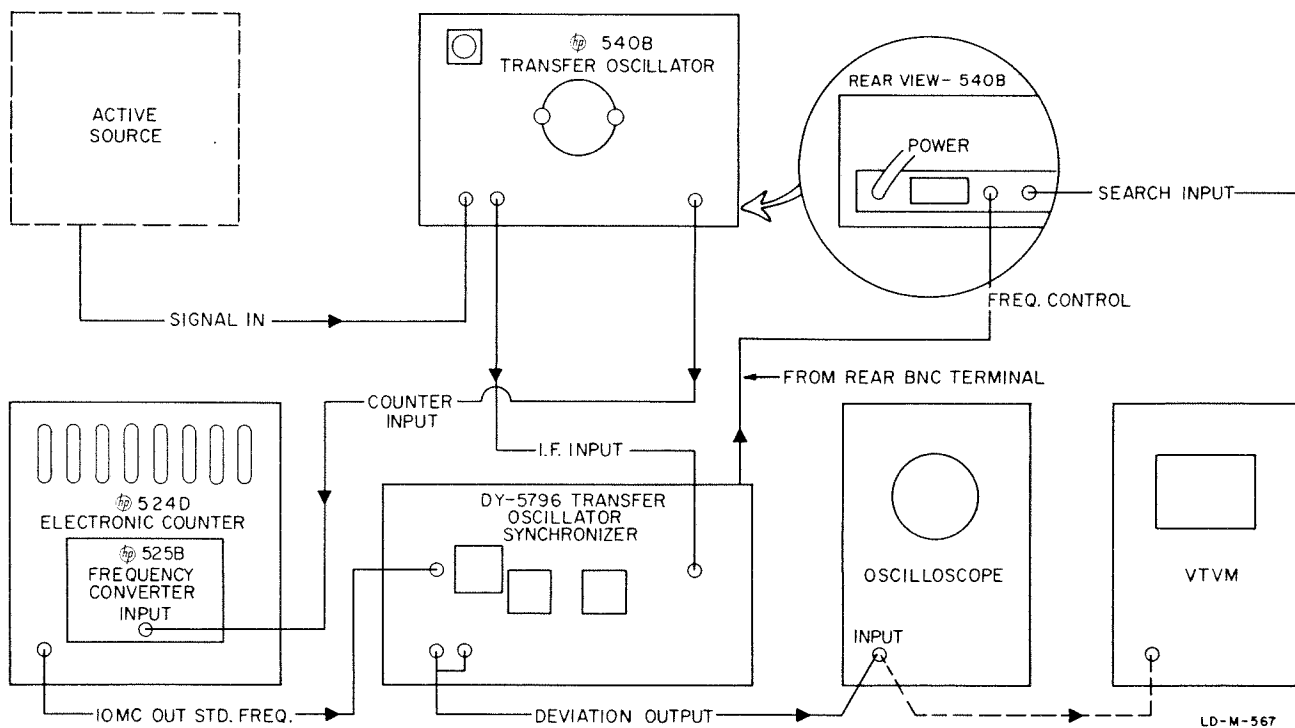 ACTIVE
SOURCE
hp 540B
TRANSFER OSCILLATOR
REAR VIEW- 540B
POWER
SEARCH INPUT
FREQ. CONTROL
SIGNAL IN
FROM REAR BNC TERMINAL
COUNTER
INPUT
I.F. INPUT
hp 524D
ELECTRONIC COUNTER
hp 525B
FREQUENCY
CONVERTER
INPUT
DY-5796 TRANSFER
OSCILLATOR
SYNCHRONIZER
OSCILLOSCOPE
INPUT
VTVM
10MC OUT STD. FREQ.
DEVIATION OUTPUT
LD-M-567